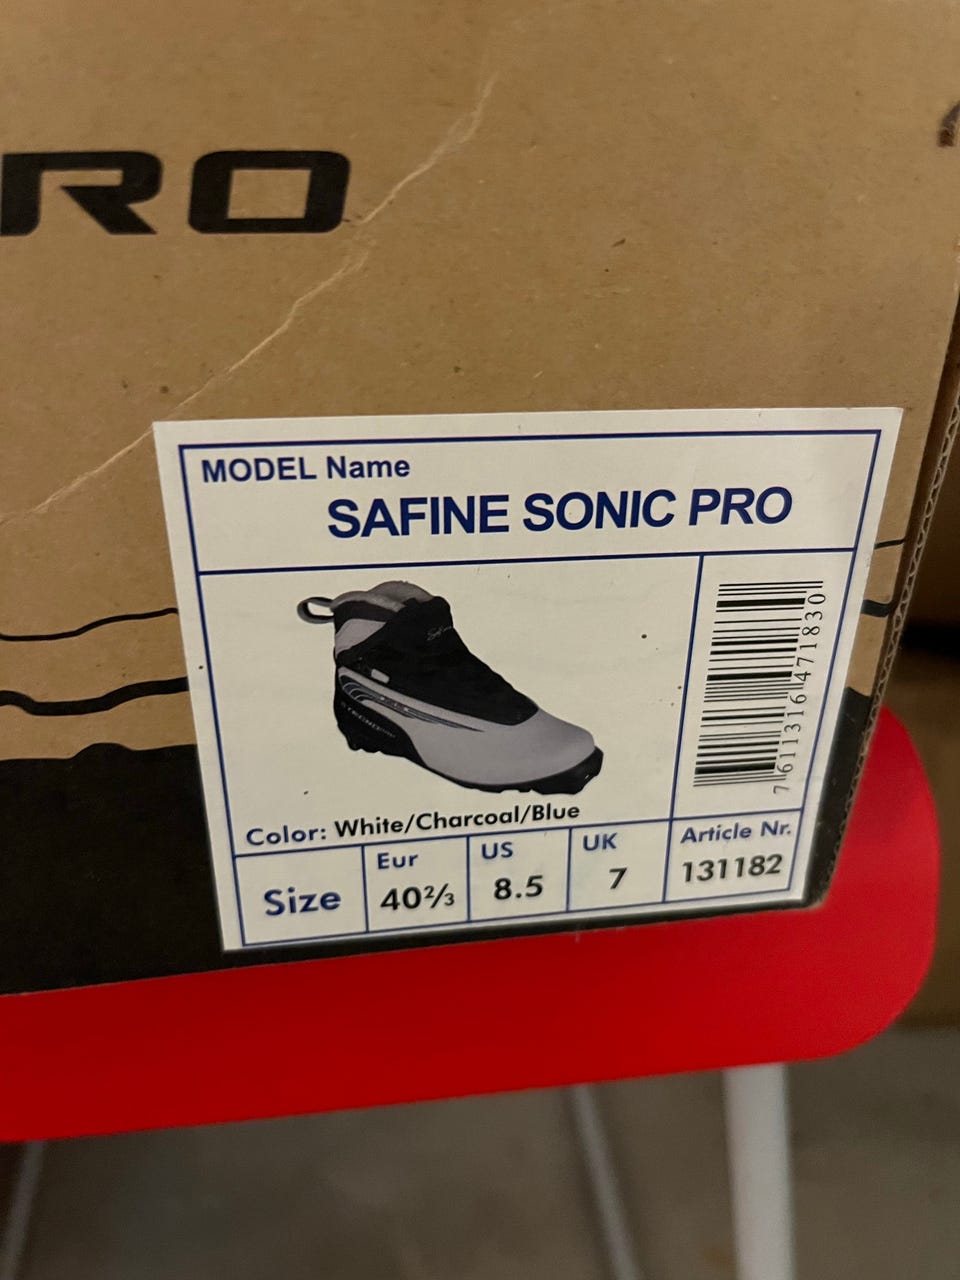 RO
MODEL Name
SAFINE SONIC PRO
7611316471830
Color: White/Charcoal/Blue
Size
Eur
40⅔
US
8.5
UK
7
Article Nr.
131182